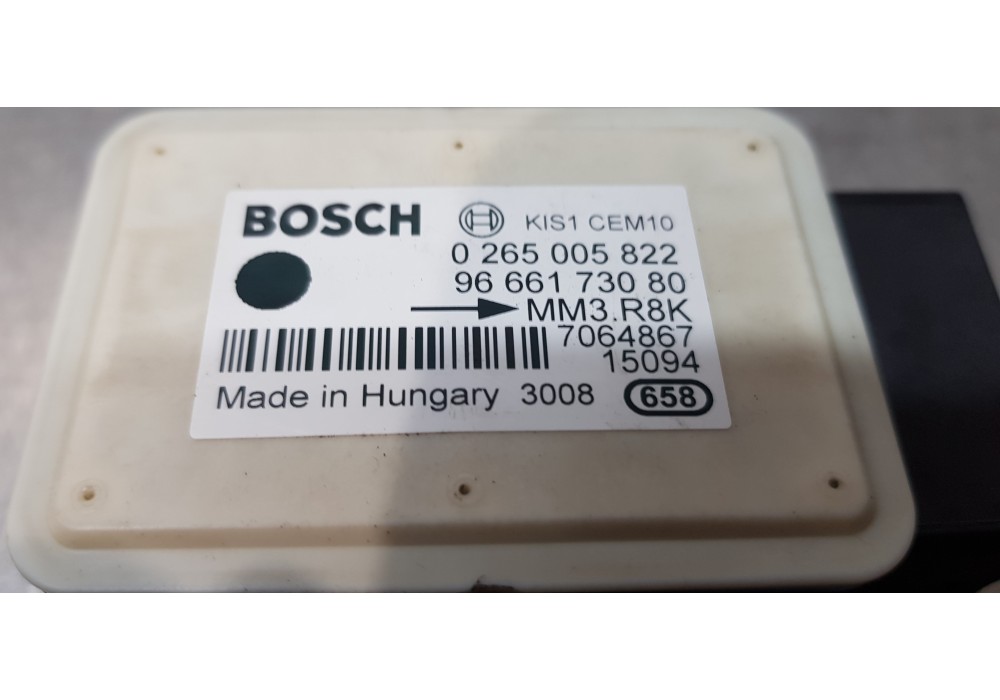 BOSCH KIS1 CEM10
0 265 005 822
96 661 730 80
MM3.R8K
7064867
15094
Made in Hungary 3008 658